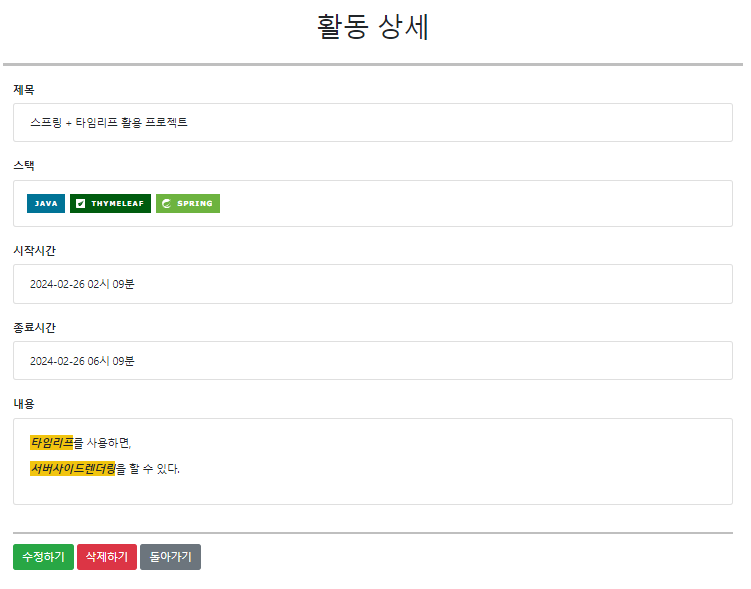 활동 상세
제목
스프링 + 타임리프 활용 프로젝트
스택
JAVA THYMELEAF SPRING
시작시간
2024-02-26 02시 09분
종료시간
2024-02-26 06시 09분
내용
타임리프를 사용하면,
서버사이드렌더링을 할 수 있다.
수정하기 삭제하기 돌아가기